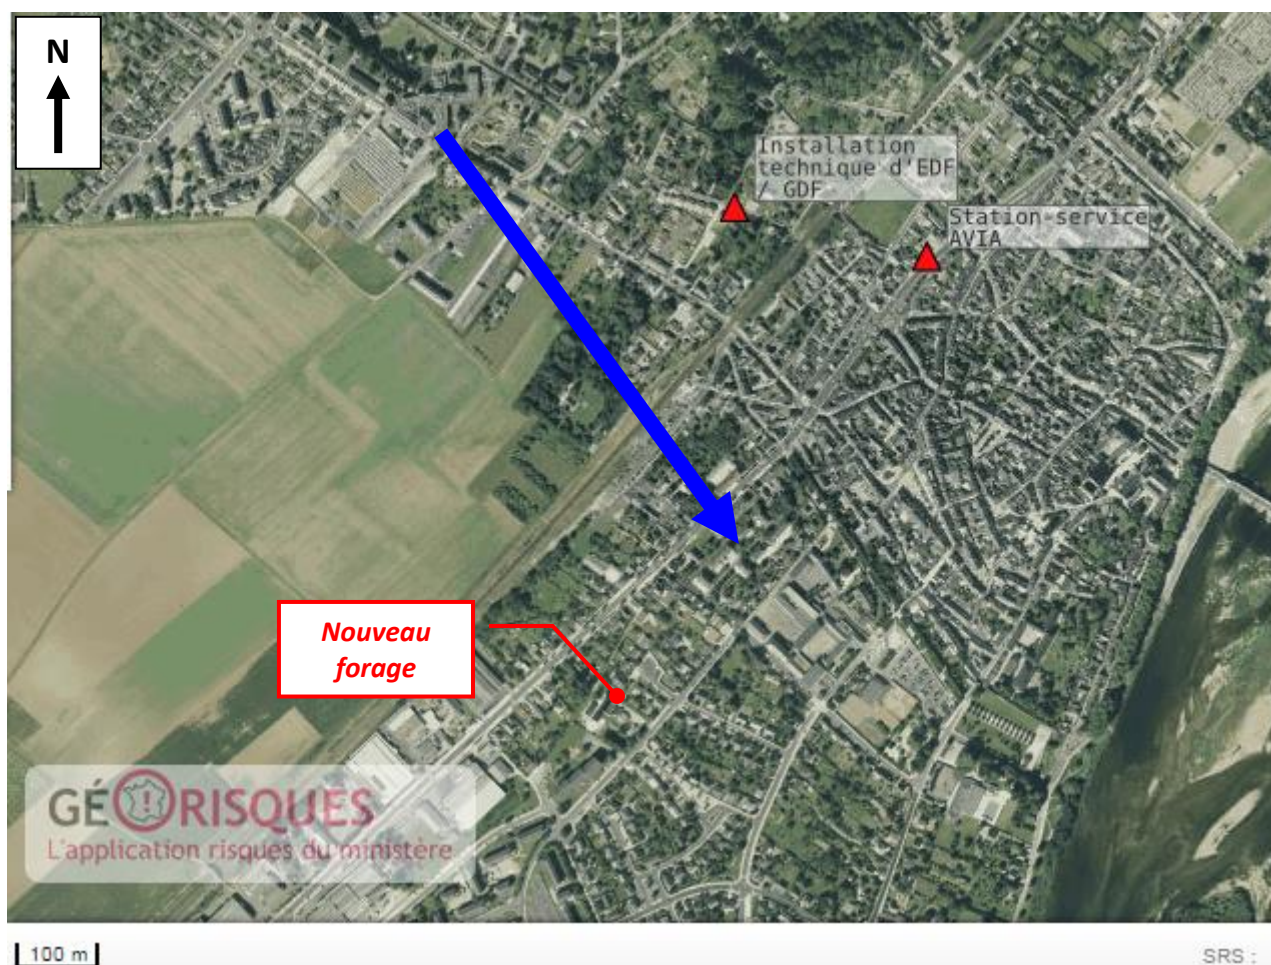 N
Installation
technique d'EDF
/ GDF
Station-service
AVIA
Nouveau
forage
GÉORISQUES
L'application risques du ministère
100 m
SRS :